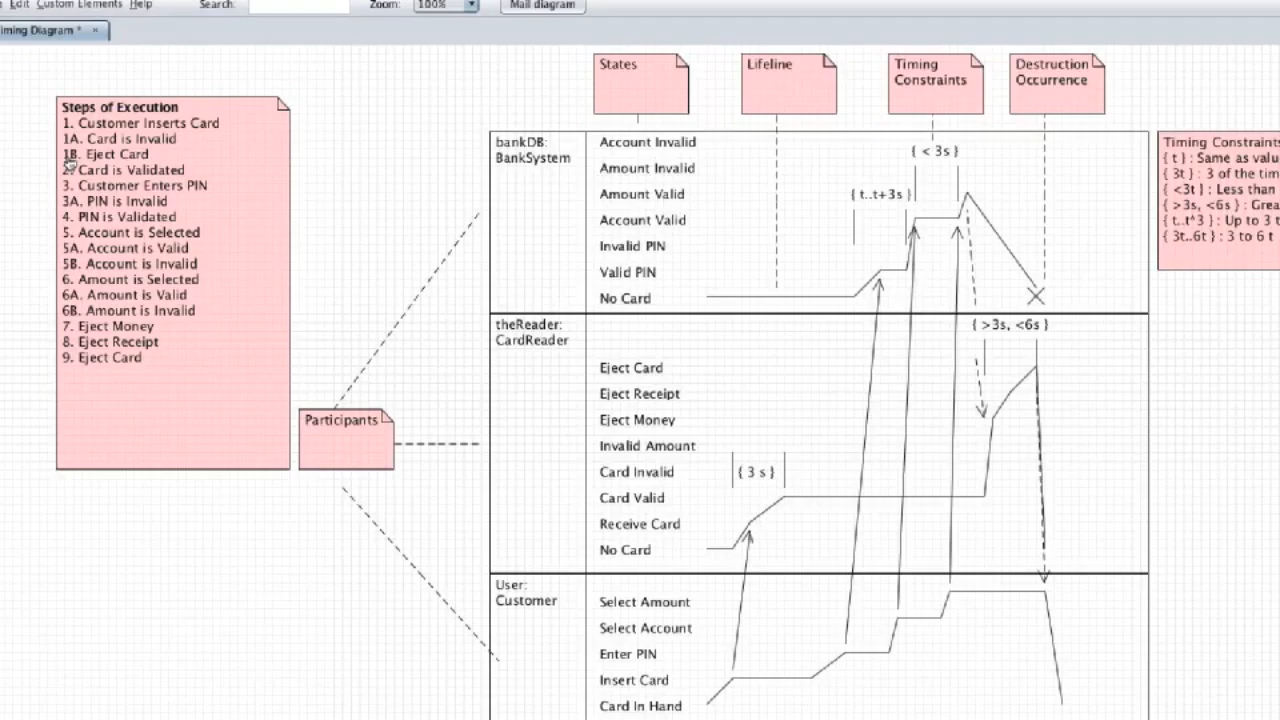 Edit Custom Elements Help Search: Zoom: 100% Mail diagram
iming Diagram *
Steps of Execution
1. Customer Inserts Card
1A. Card is Invalid
1B. Eject Card
2. Card is Validated
3. Customer Enters PIN
3A. PIN is Invalid
4. PIN is Validated
5. Account is Selected
5A. Account is Valid
5B. Account is Invalid
6. Amount is Selected
6A. Amount is Valid
6B. Amount is Invalid
7. Eject Money
8. Eject Receipt
9. Eject Card
Participants
States
Lifeline
Timing
Constraints
Destruction
Occurrence
bankDB:
BankSystem
Account Invalid
Amount Invalid
Amount Valid
Account Valid
Invalid PIN
Valid PIN
No Card
{ < 3s }
{ t..t+3s }
theReader:
CardReader
Eject Card
Eject Receipt
Eject Money
Invalid Amount
Card Invalid
Card Valid
Receive Card
No Card
{ >3s, <6s }
{ 3 s }
User:
Customer
Select Amount
Select Account
Enter PIN
Insert Card
Card In Hand
Timing Constraints
{ t } : Same as valu
{ 3t } : 3 of the tim
{ <3t } : Less than
{ >3s, <6s } : Grea
{ t..t*3 } : Up to 3 t
{ 3t..6t } : 3 to 6 t